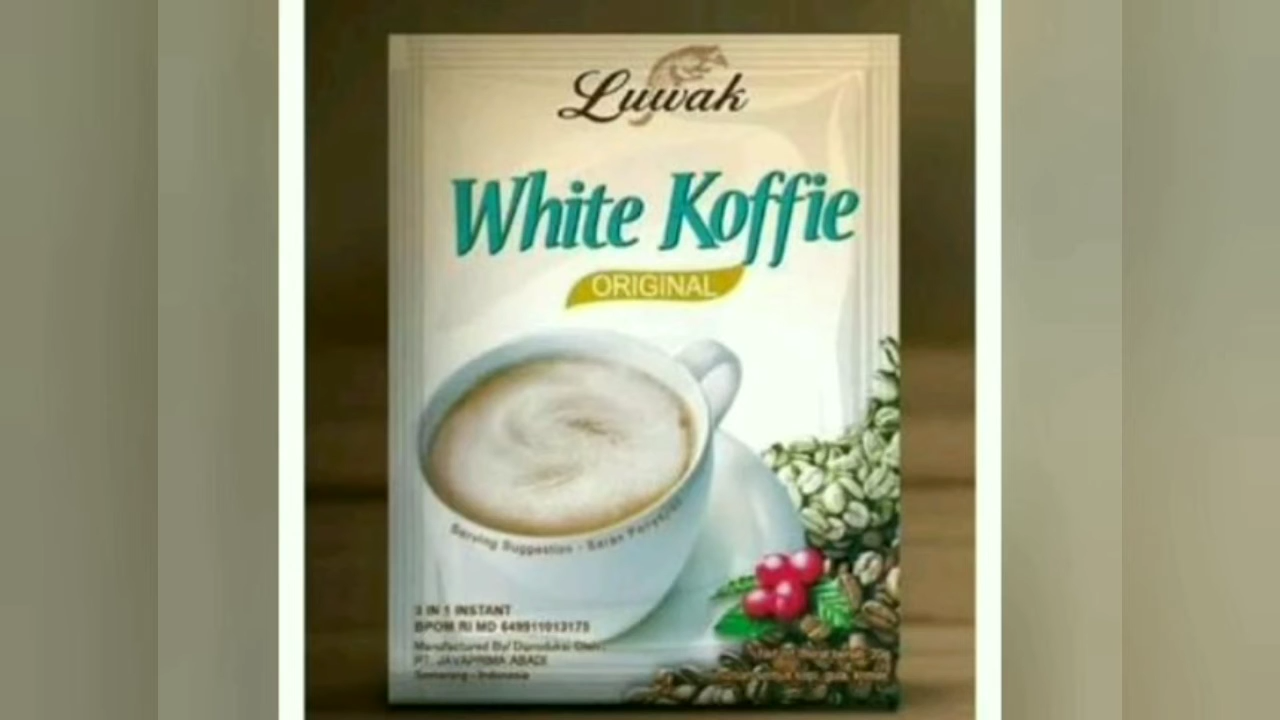 Luwak
White Koffie
ORIGINAL
Serving Suggestion - Saran Penyajian
3 IN 1 INSTANT
BPOM RI MD 649911013173
Manufactured By/ Diproduksi Oleh:
PT. JAVAPRIMA ABADI
Semarang - Indonesia